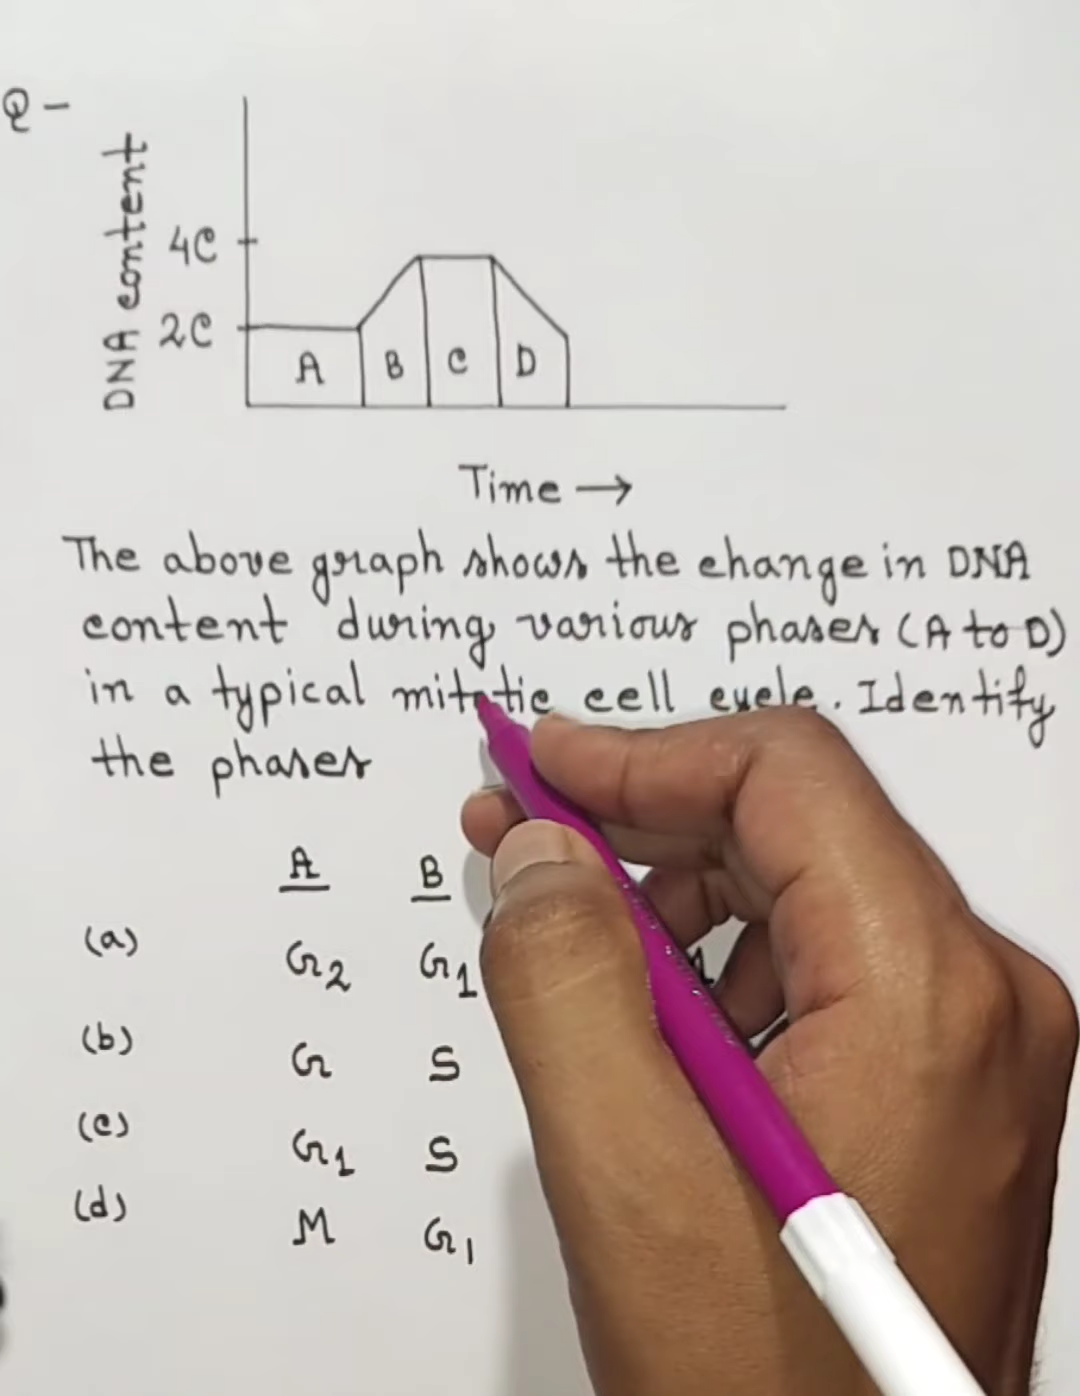 Q -
DNA content
4C
2C
A B C D
Time →
The above graph shows the change in DNA
content during various phases (A to D)
in a typical mitotic cell cycle. Identify
the phases
A B
(a) G2 G1
(b) G S
(c) G1 S
(d) M G1